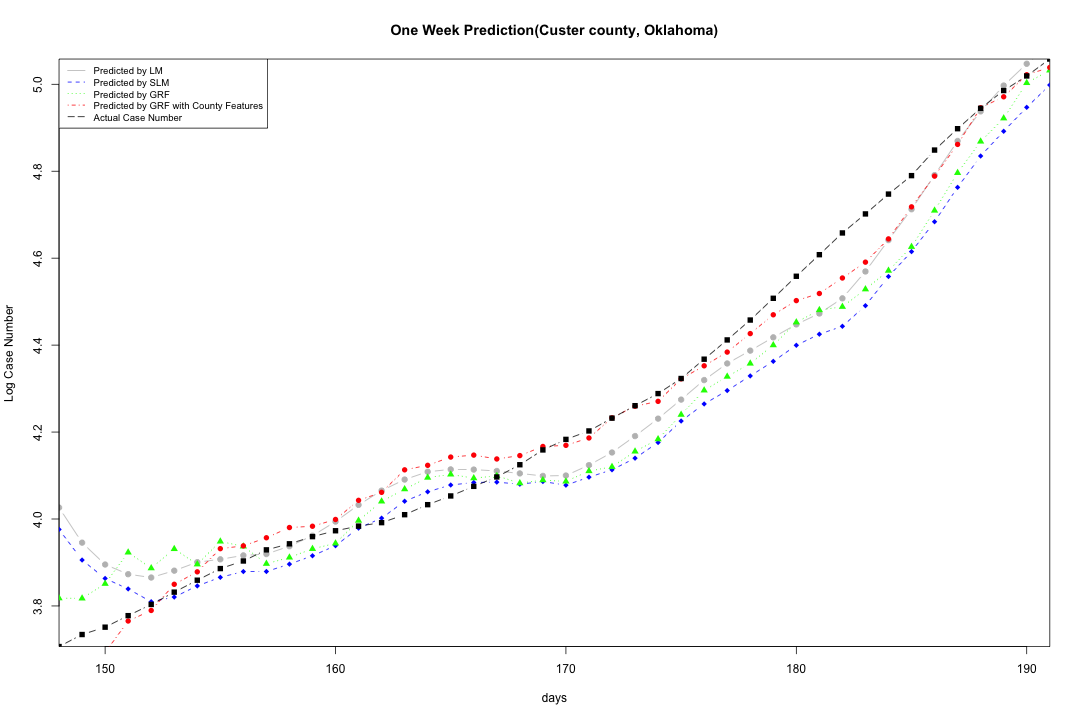 One Week Prediction(Custer county, Oklahoma)
Predicted by LM
Predicted by SLM
Predicted by GRF
Predicted by GRF with County Features
Actual Case Number
5.0
4.8
4.6
4.4
4.2
4.0
3.8
Log Case Number
150 160 170 180 190
days